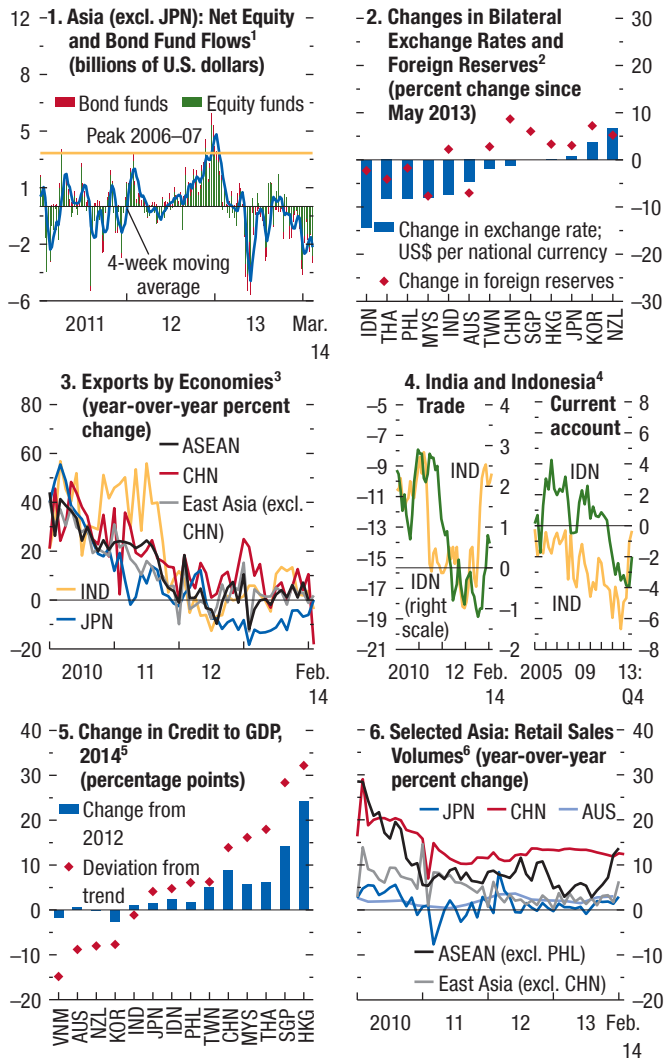 1. Asia (excl. JPN): Net Equity
and Bond Fund Flows1
(billions of U.S. dollars)
12
8
5
1
–2
–6
Bond funds
Equity funds
Peak 2006–07
4-week moving
average
2011
12
13
Mar.
14
2. Changes in Bilateral
Exchange Rates and
Foreign Reserves2
(percent change since
May 2013)
30
20
10
0
–10
–20
–30
Change in exchange rate;
US$ per national currency
Change in foreign reserves
IDN
THA
PHL
MYS
IND
AUS
TWN
CHN
SGP
HKG
JPN
KOR
NZL
3. Exports by Economies3
(year-over-year percent
change)
80
60
40
20
0
–20
ASEAN
CHN
East Asia (excl.
CHN)
IND
JPN
2010
11
12
Feb.
14
4. India and Indonesia4
Trade
–5
–7
–9
–11
–13
–15
–17
–19
–21
4
3
2
1
0
–1
–2
IND
IDN
(right
scale)
2010
12
Feb.
14
Current
account
8
6
4
2
0
–2
–4
–6
–8
IDN
IND
2005
09
13:
Q4
5. Change in Credit to GDP,
20145
(percentage points)
40
30
20
10
0
–10
–20
Change from
2012
Deviation from
trend
VNM
AUS
NZL
KOR
IND
JPN
IDN
PHL
TWN
CHN
MYS
THA
SGP
HKG
6. Selected Asia: Retail Sales
Volumes6 (year-over-year
percent change)
40
30
20
10
0
–10
–20
JPN
CHN
AUS
ASEAN (excl. PHL)
East Asia (excl. CHN)
2010
11
12
13
Feb.
14